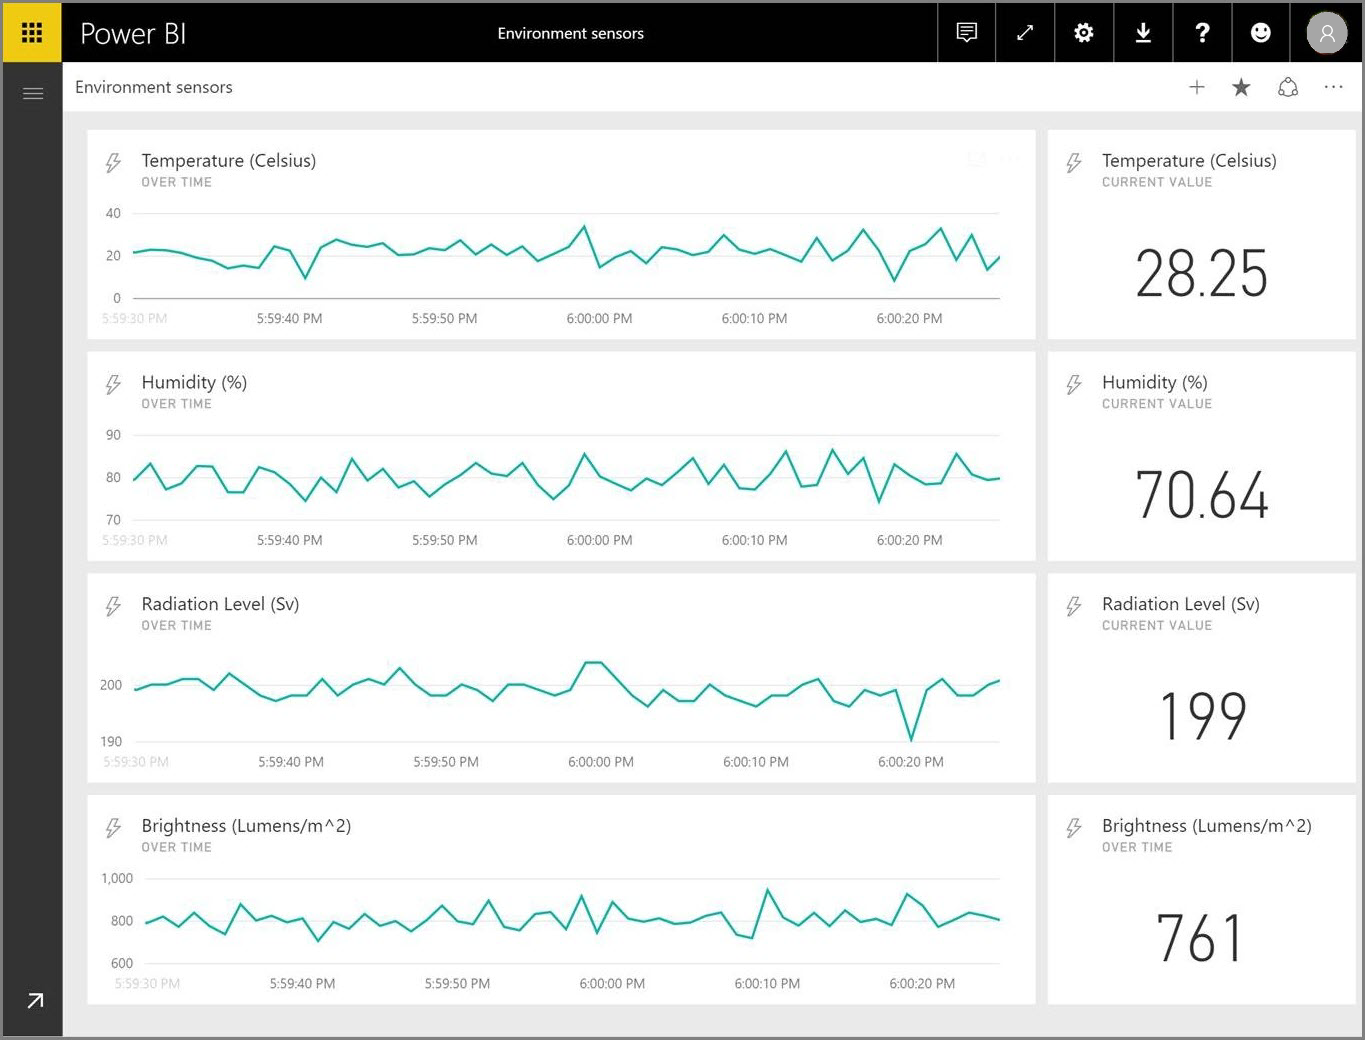 Power BI
Environment sensors
?
Environment sensors
Temperature (Celsius)
OVER TIME
40
20
0
5:59:30 PM 5:59:40 PM 5:59:50 PM 6:00:00 PM 6:00:10 PM 6:00:20 PM
Temperature (Celsius)
CURRENT VALUE
28.25
Humidity (%)
OVER TIME
90
80
70
5:59:30 PM 5:59:40 PM 5:59:50 PM 6:00:00 PM 6:00:10 PM 6:00:20 PM
Humidity (%)
CURRENT VALUE
70.64
Radiation Level (Sv)
OVER TIME
200
190
5:59:30 PM 5:59:40 PM 5:59:50 PM 6:00:00 PM 6:00:10 PM 6:00:20 PM
Radiation Level (Sv)
CURRENT VALUE
199
Brightness (Lumens/m^2)
OVER TIME
1,000
800
600
5:59:30 PM 5:59:40 PM 5:59:50 PM 6:00:00 PM 6:00:10 PM 6:00:20 PM
Brightness (Lumens/m^2)
OVER TIME
761